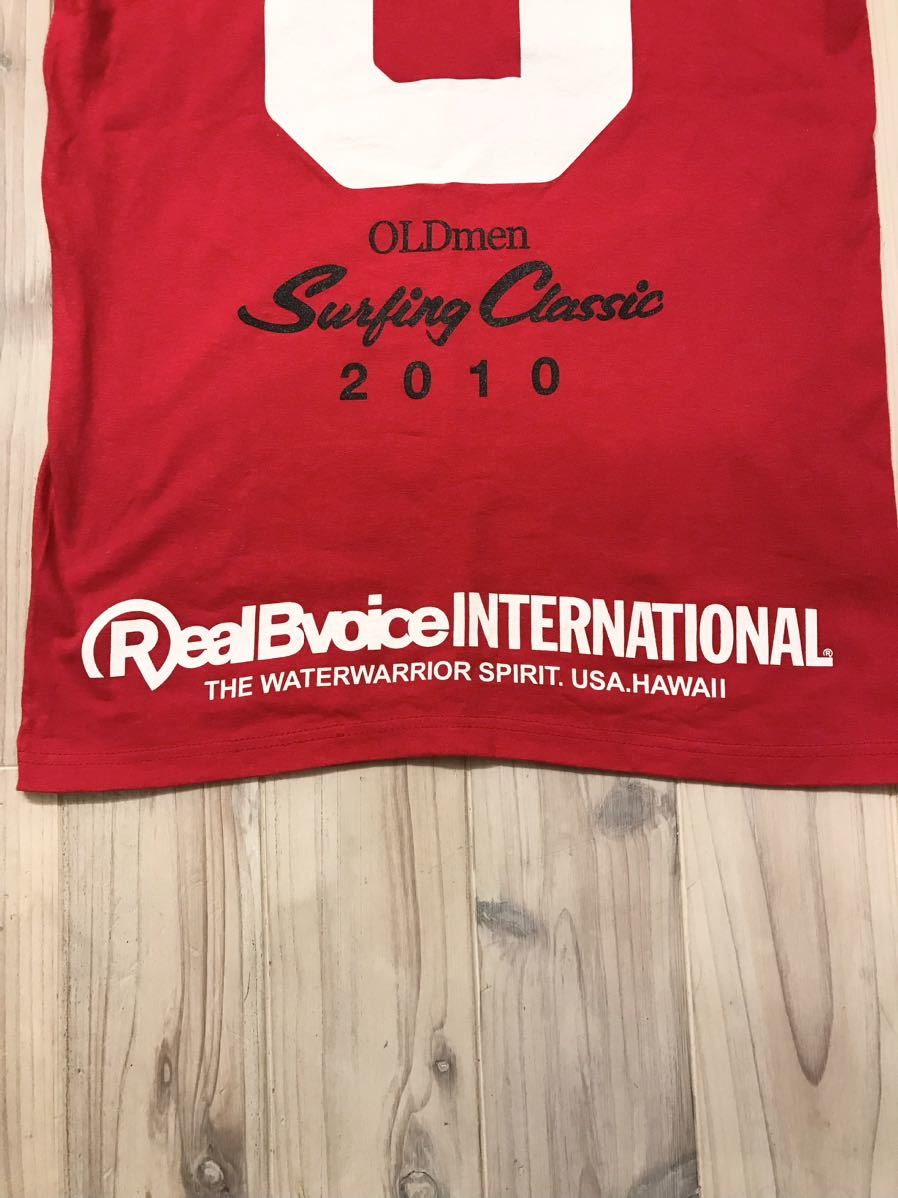 OLDmen
Surfing Classic
2010
RealBvoice INTERNATIONAL®
THE WATERWARRIOR SPIRIT. USA.HAWAII